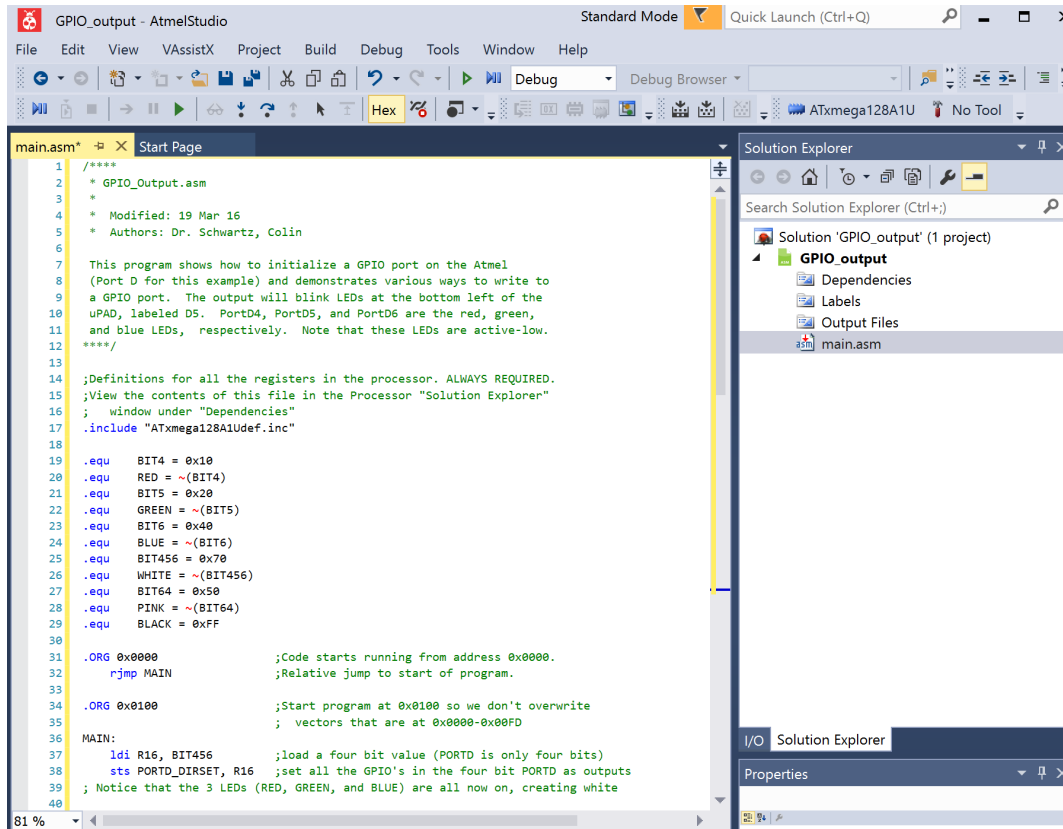 GPIO_output - AtmelStudio
Standard Mode
Quick Launch (Ctrl+Q)
File Edit View VAssistX Project Build Debug Tools Window Help
Debug
Debug Browser
Hex
ATxmega128A1U
No Tool
main.asm*
Start Page
1 /****
2  * GPIO_Output.asm
3  *
4  *  Modified: 19 Mar 16
5  *  Authors: Dr. Schwartz, Colin
6
7  This program shows how to initialize a GPIO port on the Atmel
8  (Port D for this example) and demonstrates various ways to write to
9  a GPIO port.  The output will blink LEDs at the bottom left of the
10  uPAD, labeled D5.  PortD4, PortD5, and PortD6 are the red, green,
11  and blue LEDs,  respectively.  Note that these LEDs are active-low.
12 ****/
13
14 ;Definitions for all the registers in the processor. ALWAYS REQUIRED.
15 ;View the contents of this file in the Processor "Solution Explorer"
16 ;   window under "Dependencies"
17 .include "ATxmega128A1Udef.inc"
18
19 .equ    BIT4 = 0x10
20 .equ    RED = ~(BIT4)
21 .equ    BIT5 = 0x20
22 .equ    GREEN = ~(BIT5)
23 .equ    BIT6 = 0x40
24 .equ    BLUE = ~(BIT6)
25 .equ    BIT456 = 0x70
26 .equ    WHITE = ~(BIT456)
27 .equ    BIT64 = 0x50
28 .equ    PINK = ~(BIT64)
29 .equ    BLACK = 0xFF
30
31 .ORG 0x0000               ;Code starts running from address 0x0000.
32     rjmp MAIN             ;Relative jump to start of program.
33
34 .ORG 0x0100               ;Start program at 0x0100 so we don't overwrite
35                           ;  vectors that are at 0x0000-0x00FD
36 MAIN:
37     ldi R16, BIT456       ;load a four bit value (PORTD is only four bits)
38     sts PORTD_DIRSET, R16   ;set all the GPIO's in the four bit PORTD as outputs
39 ; Notice that the 3 LEDs (RED, GREEN, and BLUE) are all now on, creating white
40
81 %
Solution Explorer
Search Solution Explorer (Ctrl+;)
Solution 'GPIO_output' (1 project)
GPIO_output
Dependencies
Labels
Output Files
main.asm
I/O
Solution Explorer
Properties